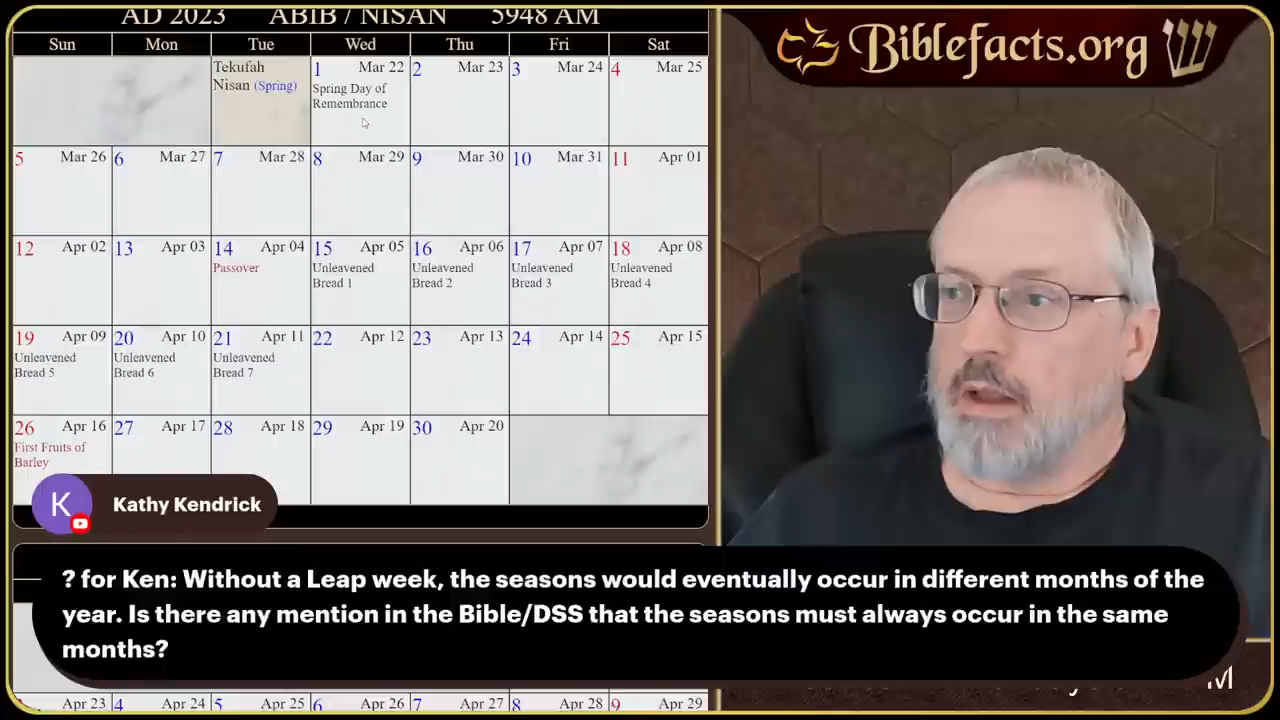 AD 2023 ABIB / NISAN 5948 AM
Sun Mon Tue Wed Thu Fri Sat
Tekufah Nisan (Spring)
1 Mar 22
Spring Day of
Remembrance
2 Mar 23
3 Mar 24
4 Mar 25
5 Mar 26
6 Mar 27
7 Mar 28
8 Mar 29
9 Mar 30
10 Mar 31
11 Apr 01
12 Apr 02
13 Apr 03
14 Apr 04
Passover
15 Apr 05
Unleavened
Bread 1
16 Apr 06
Unleavened
Bread 2
17 Apr 07
Unleavened
Bread 3
18 Apr 08
Unleavened
Bread 4
19 Apr 09
Unleavened
Bread 5
20 Apr 10
Unleavened
Bread 6
21 Apr 11
Unleavened
Bread 7
22 Apr 12
23 Apr 13
24 Apr 14
25 Apr 15
26 Apr 16
First Fruits of
Barley
27 Apr 17
28 Apr 18
29 Apr 19
30 Apr 20
Biblefacts.org
K
Kathy Kendrick
? for Ken: Without a Leap week, the seasons would eventually occur in different months of the
year. Is there any mention in the Bible/DSS that the seasons must always occur in the same
months?
Apr 23 4 Apr 24 5 Apr 25 6 Apr 26 7 Apr 27 8 Apr 28 9 Apr 29